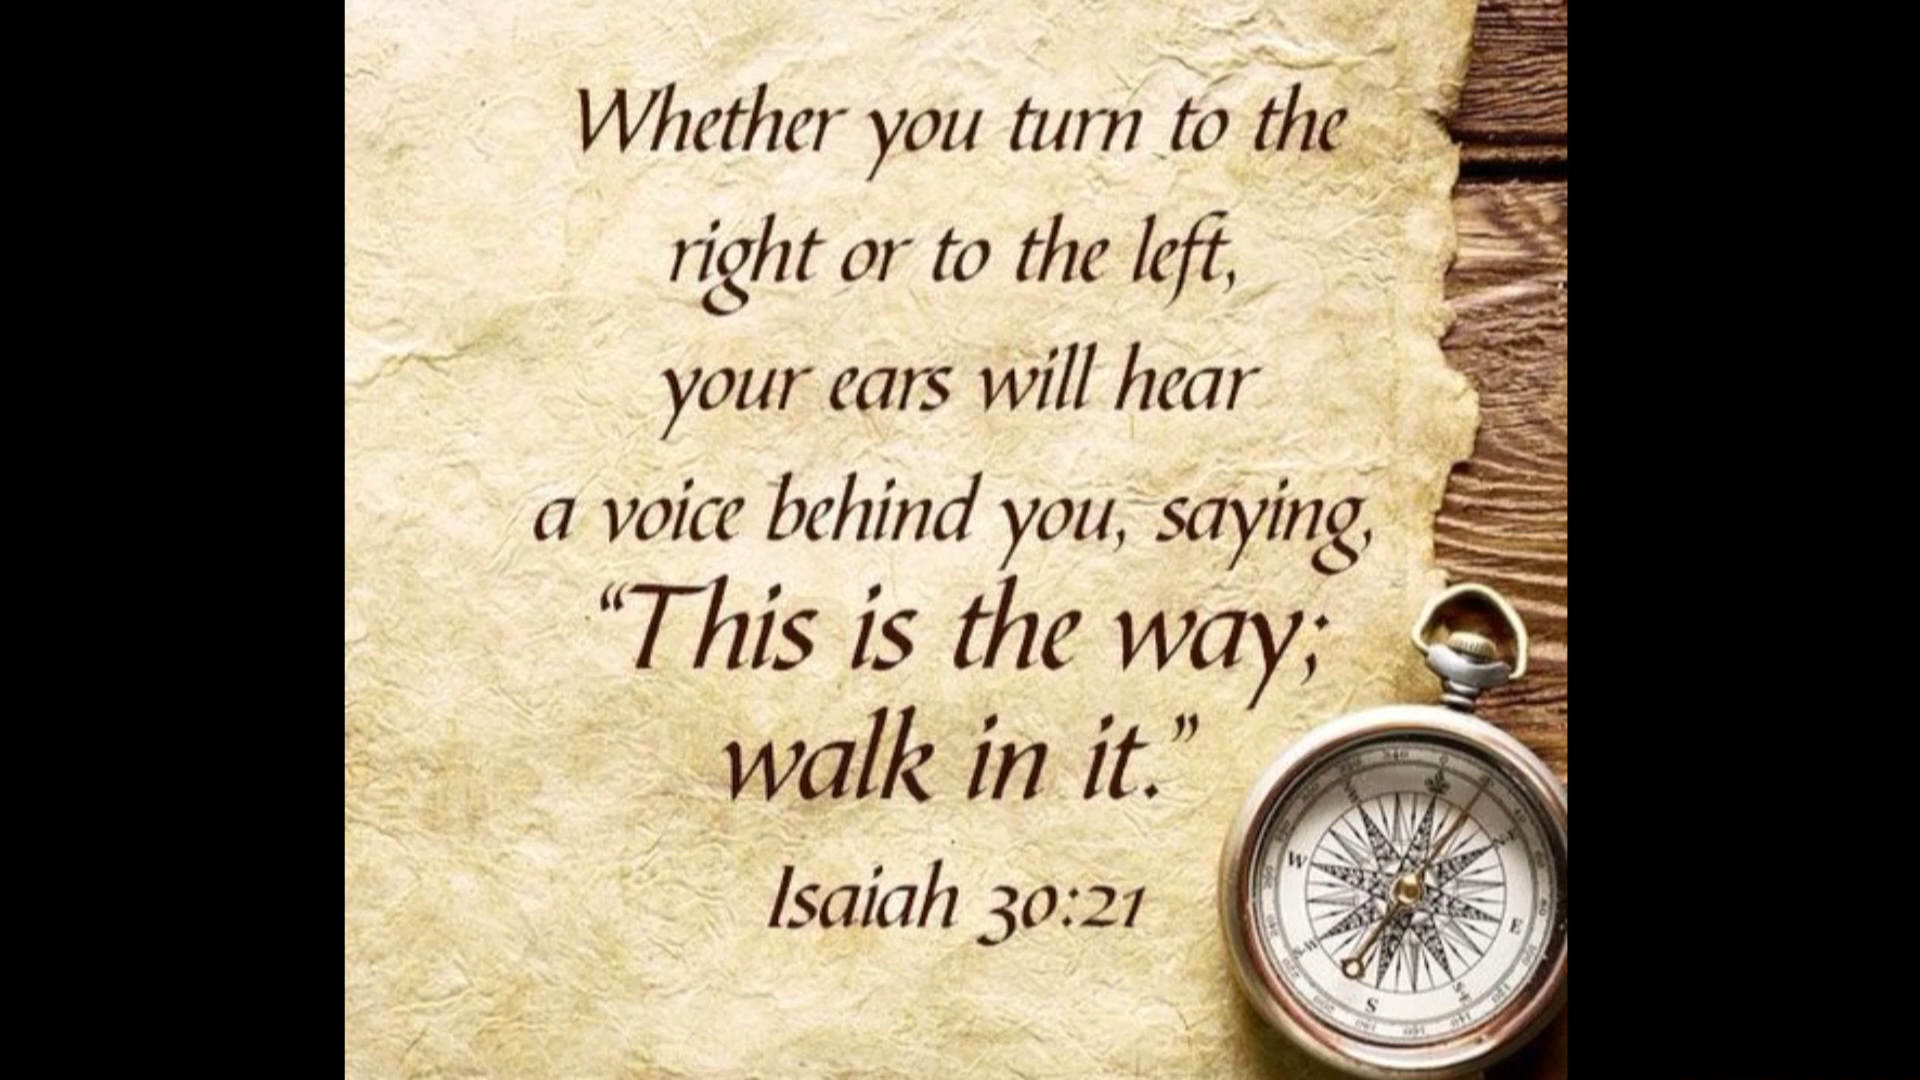 Whether you turn to the
right or to the left,
your ears will hear
a voice behind you, saying,
“This is the way;
walk in it.”
Isaiah 30:21
W
E
S